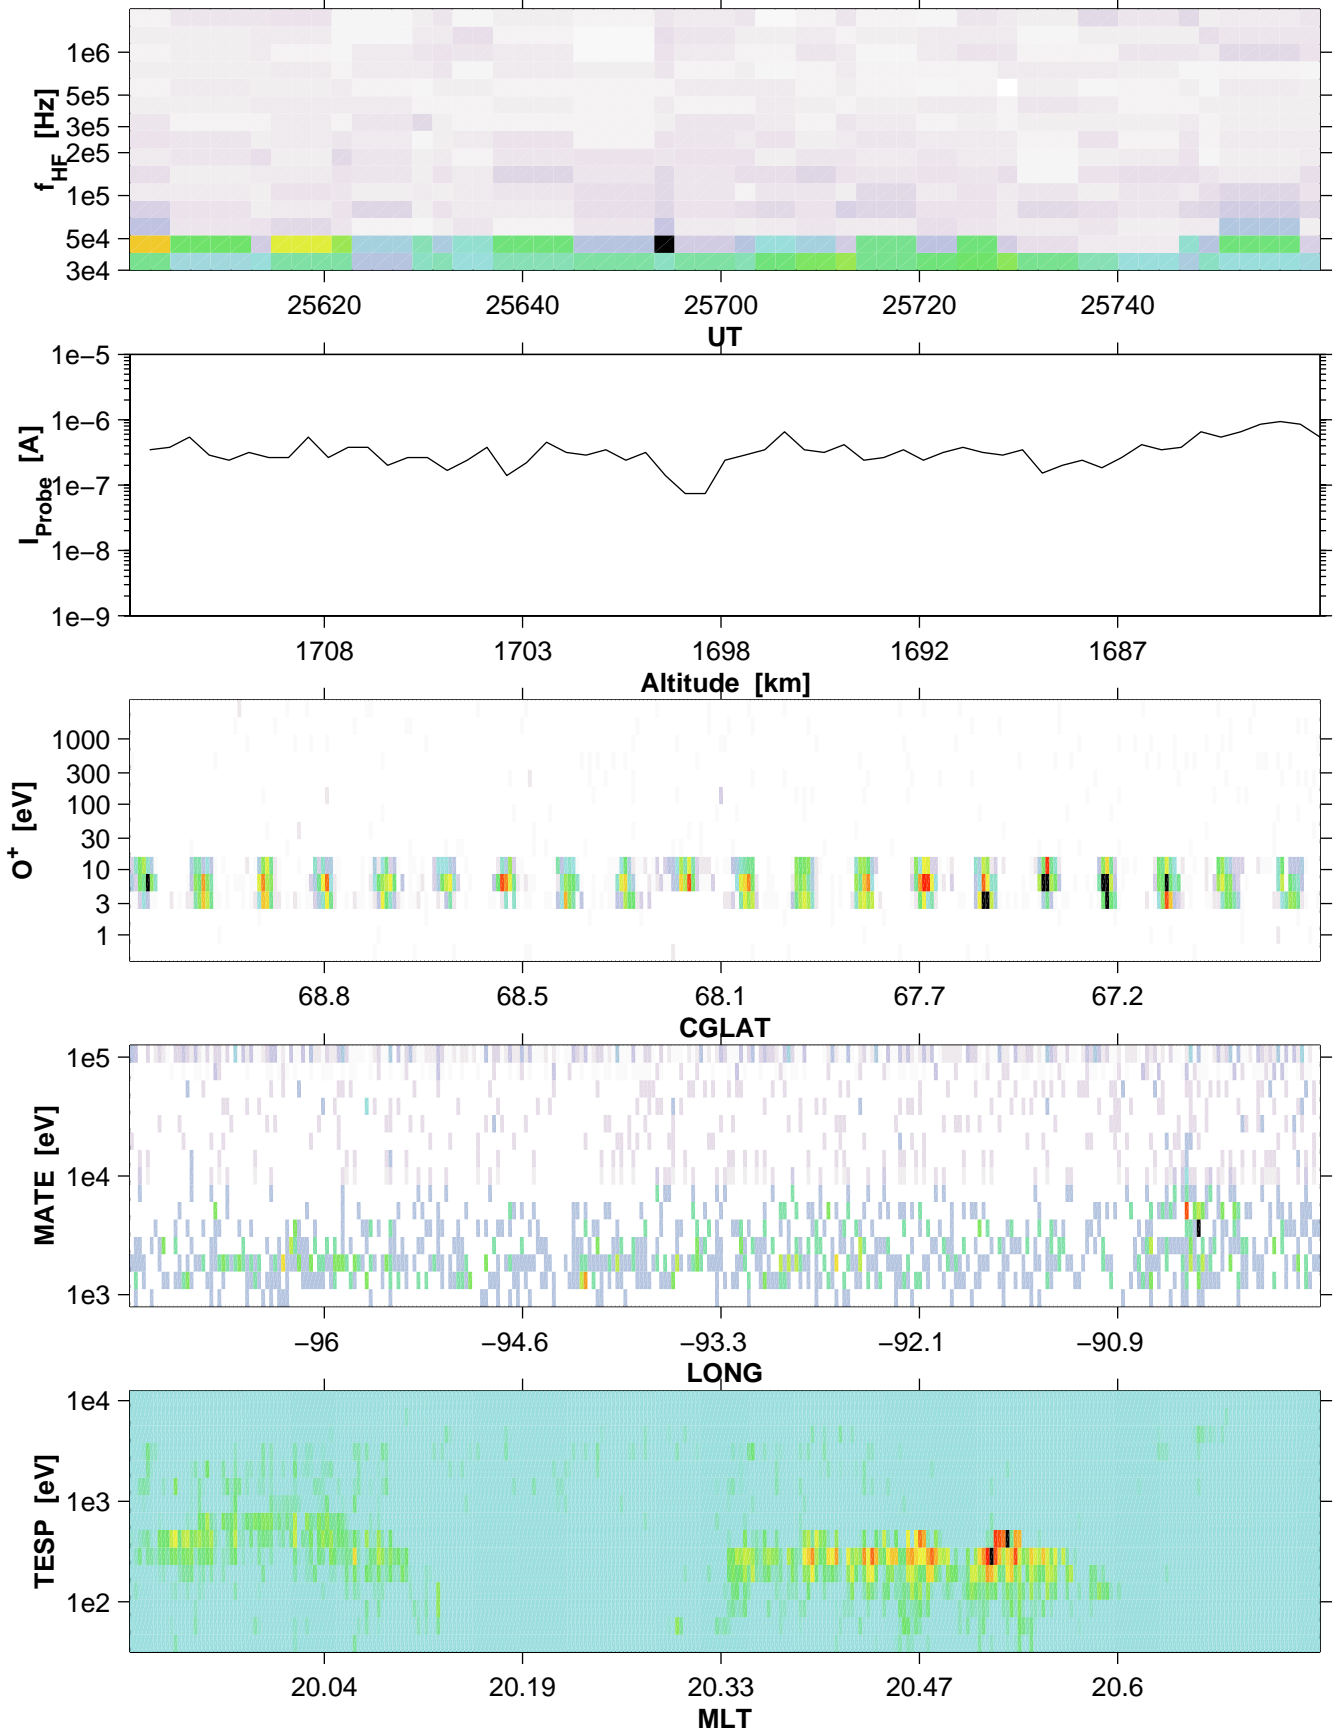 1e6
5e5
3e5
2e5
1e5
5e4
3e4
f_HF [Hz]
25620 25640 25700 25720 25740
UT
1e−5
1e−6
1e−7
1e−8
1e−9
I_Probe [A]
1708 1703 1698 1692 1687
Altitude [km]
1000
300
100
30
10
3
1
O⁺ [eV]
68.8 68.5 68.1 67.7 67.2
CGLAT
1e5
1e4
1e3
MATE [eV]
−96 −94.6 −93.3 −92.1 −90.9
LONG
1e4
1e3
1e2
TESP [eV]
20.04 20.19 20.33 20.47 20.6
MLT